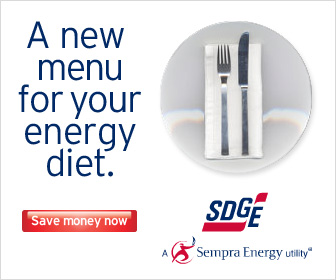 A new
menu
for your
energy
diet.
Save money now
SDGE
A Sempra Energy utility